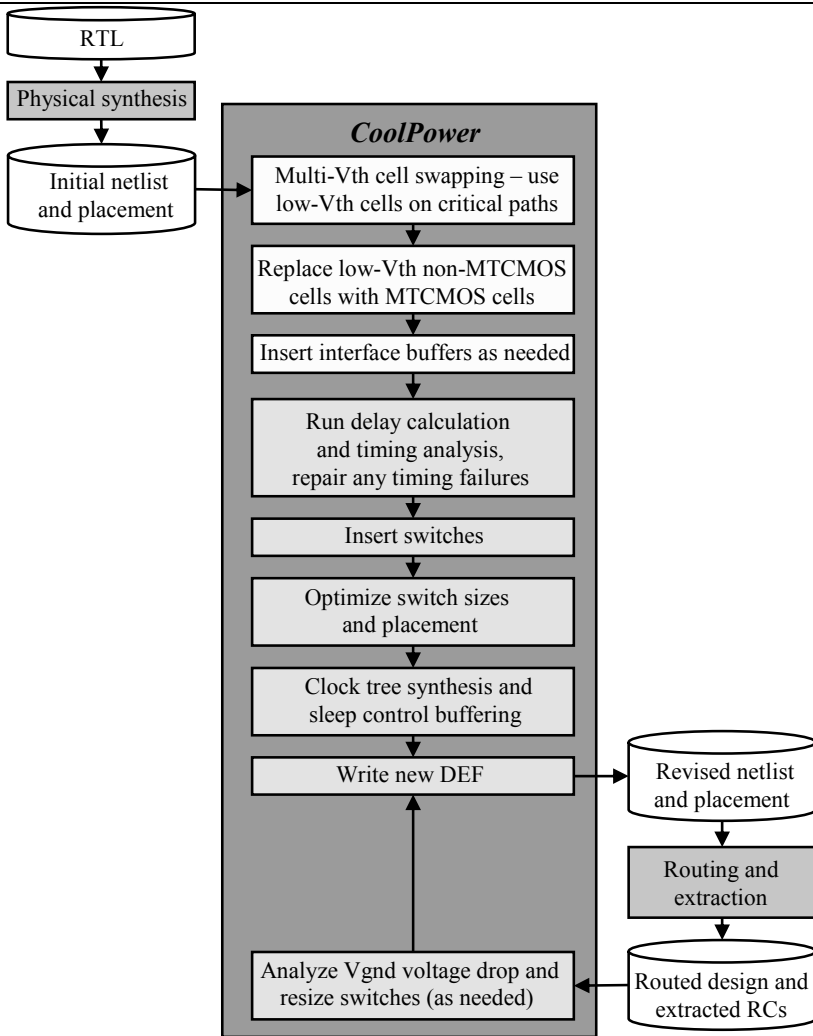 RTL
Physical synthesis
Initial netlist
and placement
CoolPower
Multi-Vth cell swapping – use
low-Vth cells on critical paths
Replace low-Vth non-MTCMOS
cells with MTCMOS cells
Insert interface buffers as needed
Run delay calculation
and timing analysis,
repair any timing failures
Insert switches
Optimize switch sizes
and placement
Clock tree synthesis and
sleep control buffering
Write new DEF
Revised netlist
and placement
Routing and
extraction
Routed design and
extracted RCs
Analyze Vgnd voltage drop and
resize switches (as needed)